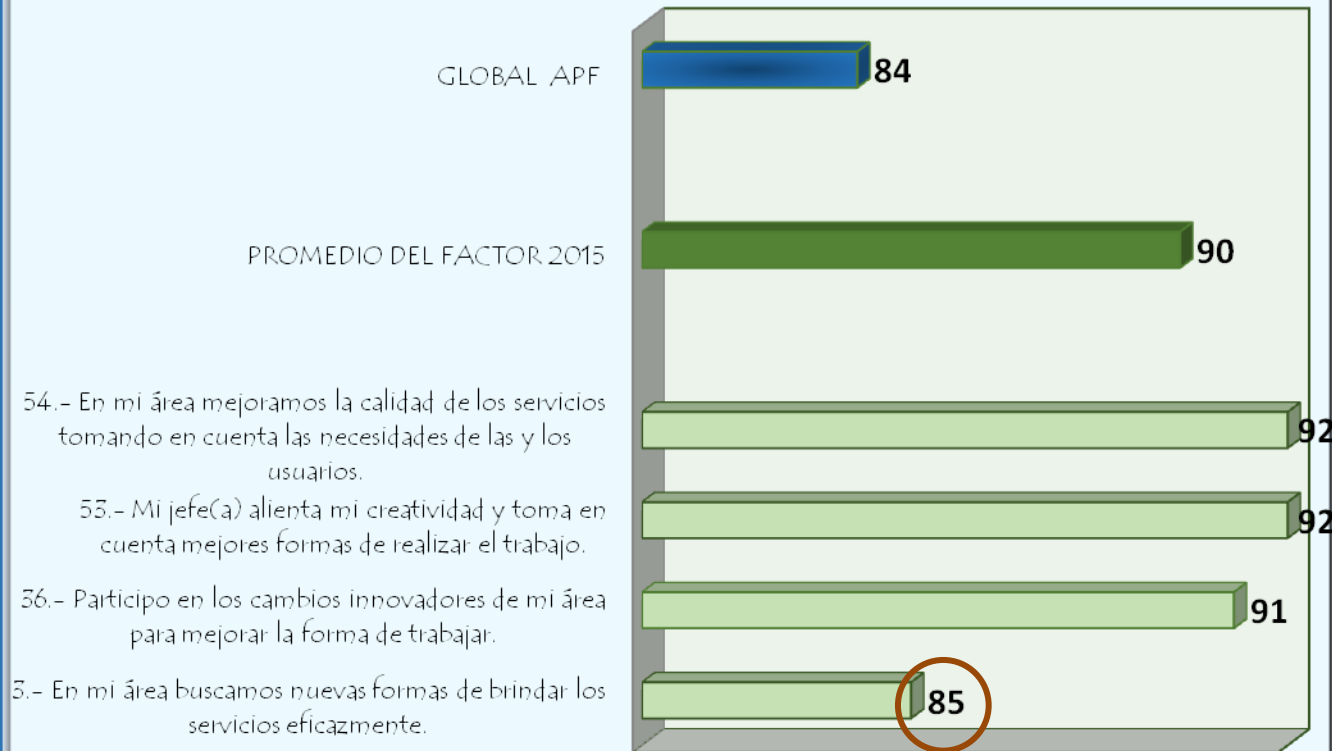 GLOBAL APF
84
PROMEDIO DEL FACTOR 2015
90
54.- En mi área mejoramos la calidad de los servicios
tomando en cuenta las necesidades de las y los
usuarios.
92
53.- Mi jefe(a) alienta mi creatividad y toma en
cuenta mejores formas de realizar el trabajo.
92
36.- Participo en los cambios innovadores de mi área
para mejorar la forma de trabajar.
91
3.- En mi área buscamos nuevas formas de brindar los
servicios eficazmente.
85